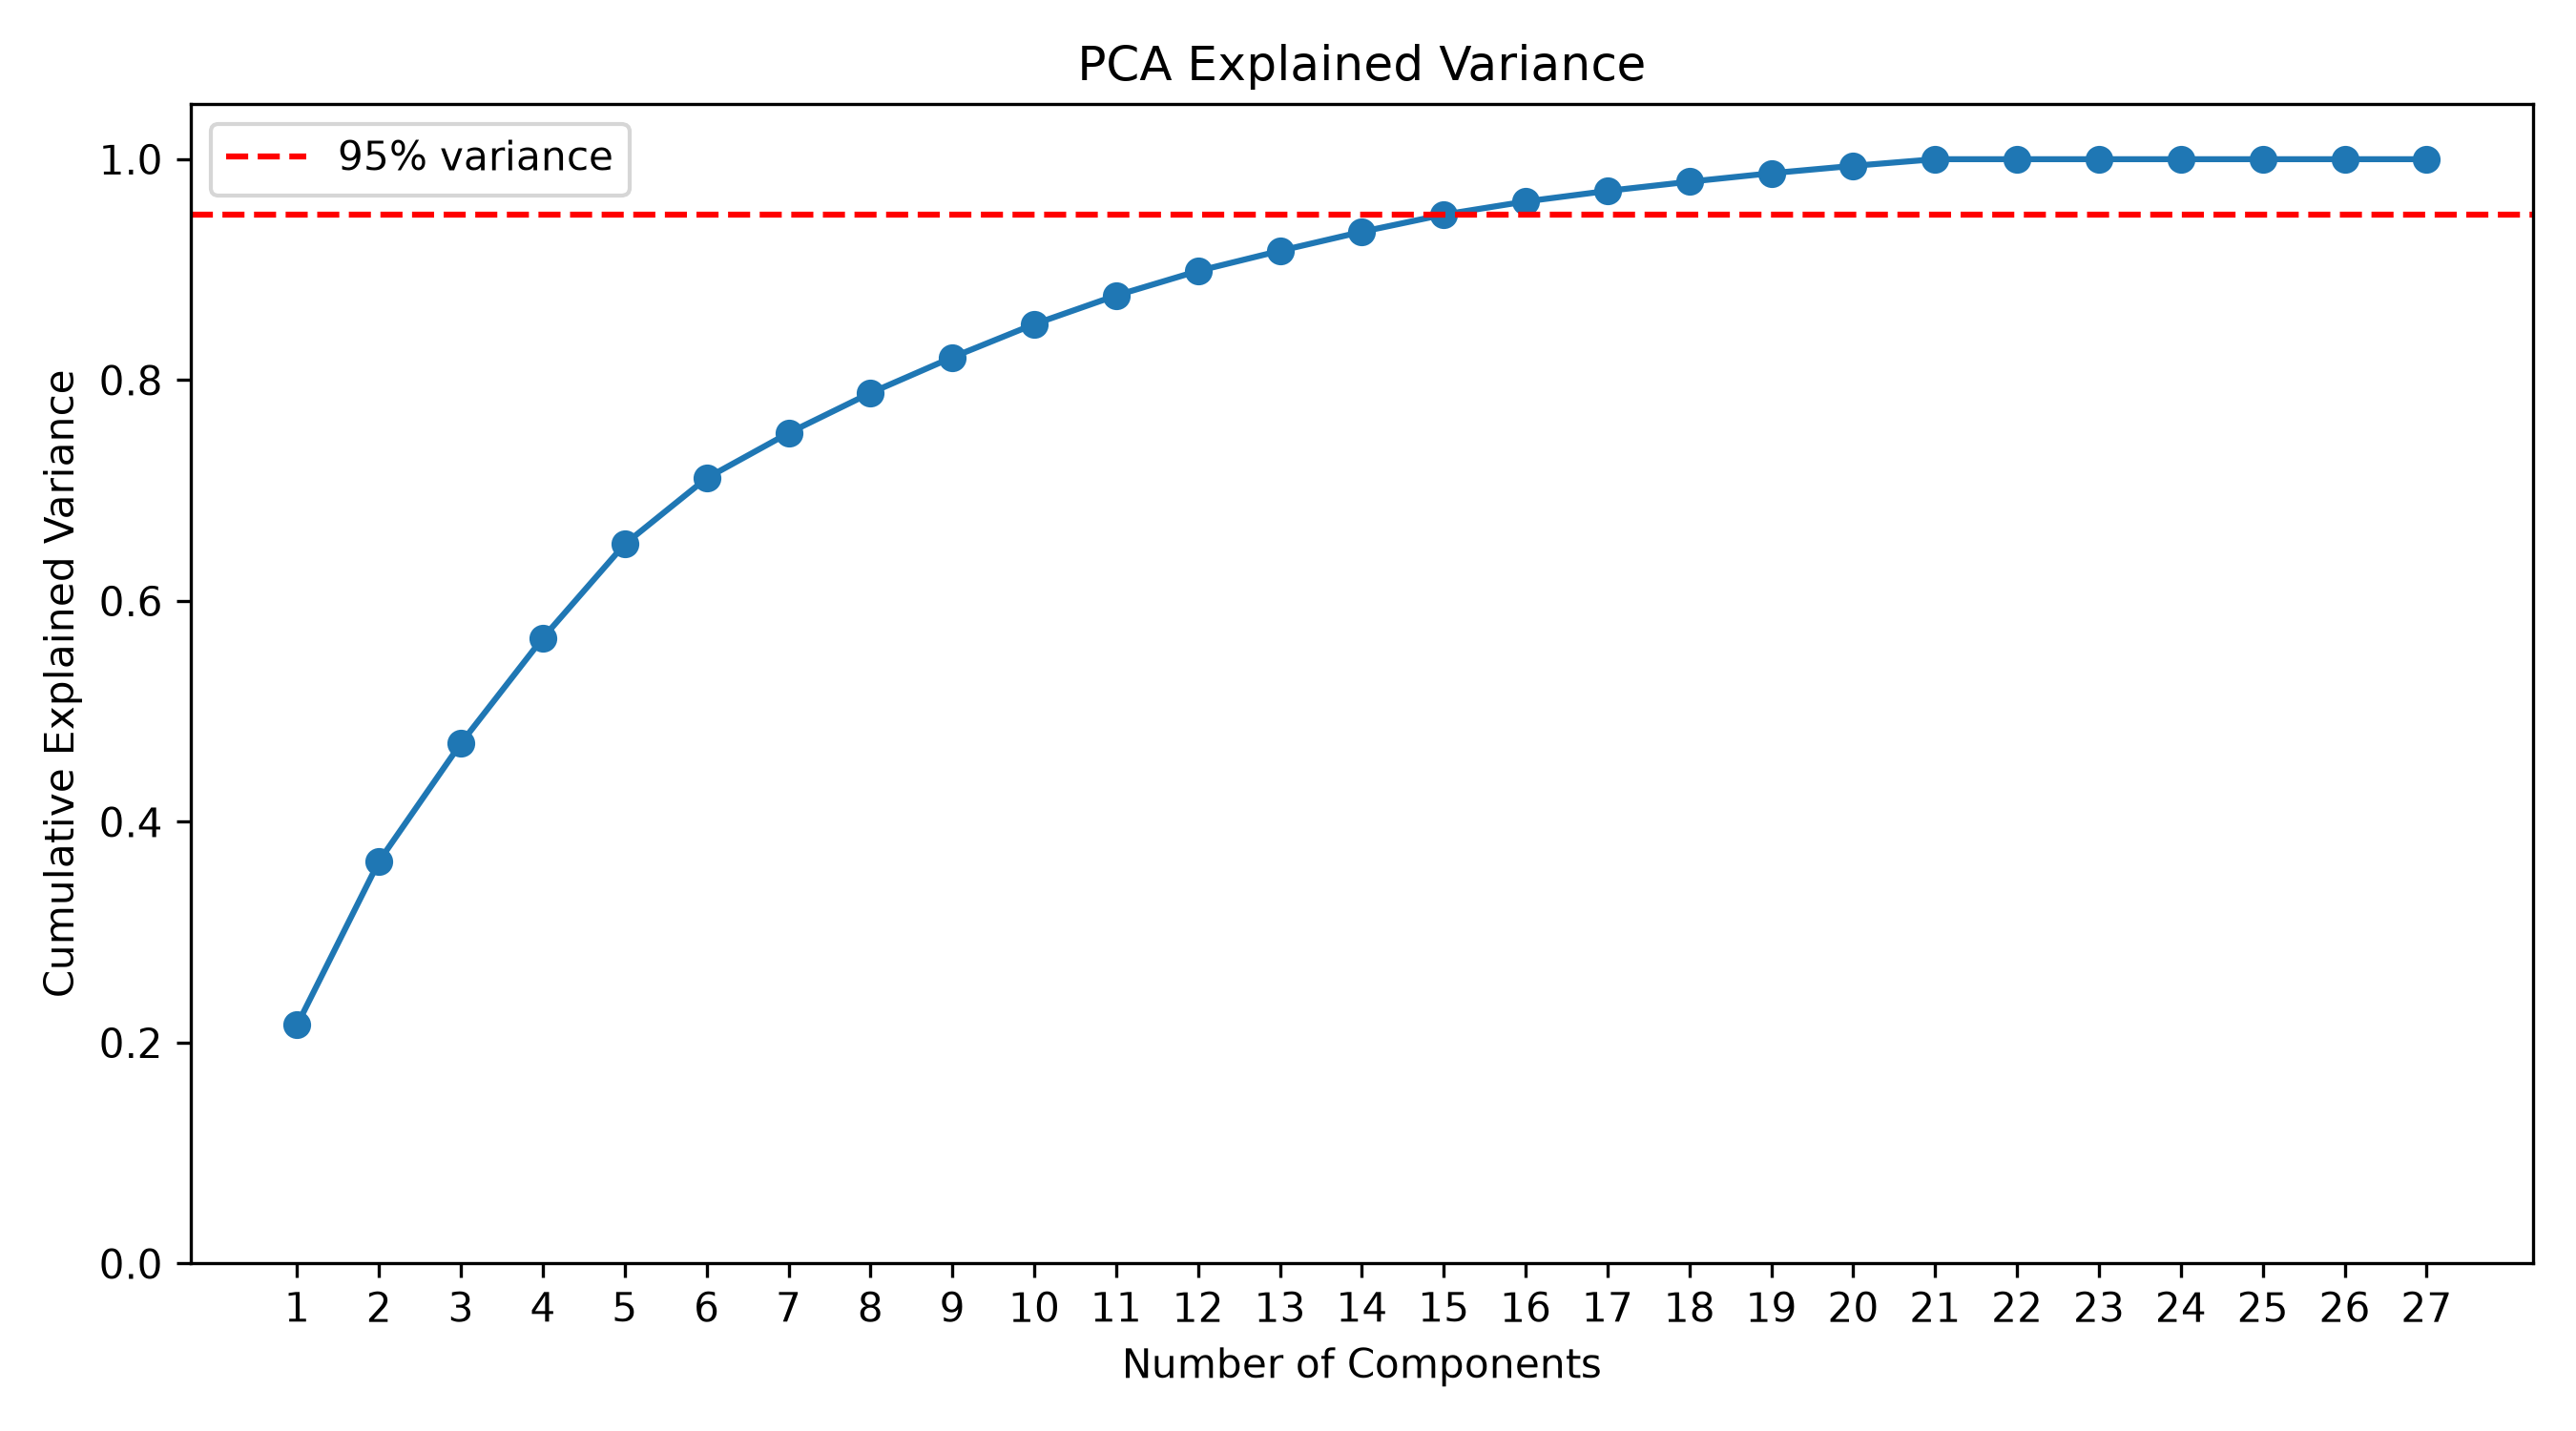 PCA Explained Variance
95% variance
Cumulative Explained Variance
1.0
0.8
0.6
0.4
0.2
0.0
1 2 3 4 5 6 7 8 9 10 11 12 13 14 15 16 17 18 19 20 21 22 23 24 25 26 27
Number of Components